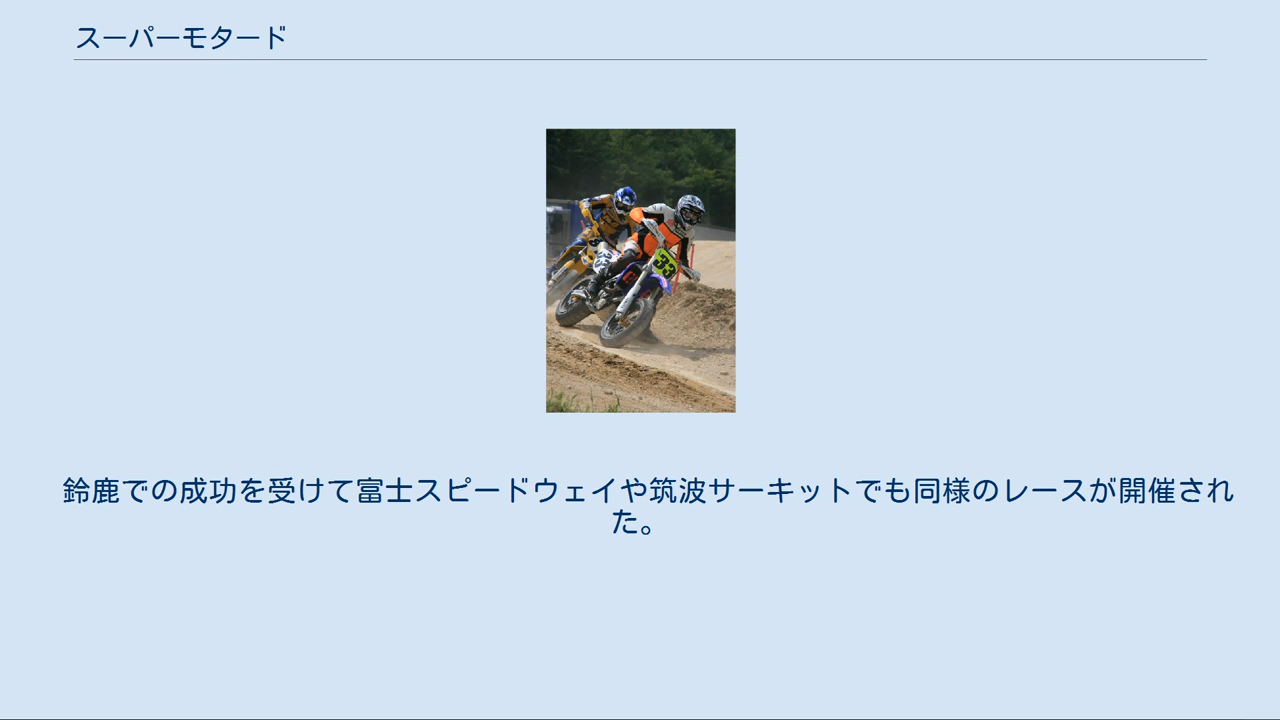 スーパーモタード
33
鈴鹿での成功を受けて富士スピードウェイや筑波サーキットでも同様のレースが開催され
た。